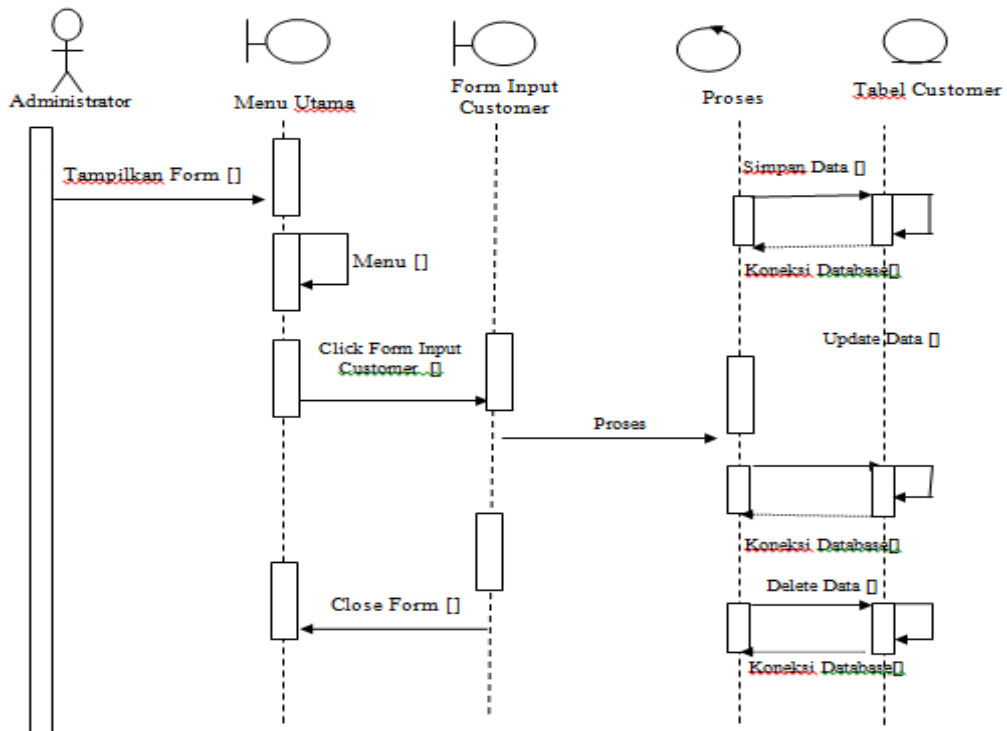 Administrator
Menu Utama
Form Input
Customer
Proses
Tabel Customer
Tampilkan Form []
Simpan Data []
Menu []
Koneksi Database[]
Click Form Input
Customer []
Update Data []
Proses
Koneksi Database[]
Close Form []
Delete Data []
Koneksi Database[]